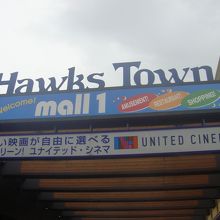 Hawks Town
Welcome!
mall 1
AMUSEMENT!
RESTAURANT!
SHOPPING!
い映画が自由に選べる
リーン! ユナイテッド・シネマ
UNITED CINE